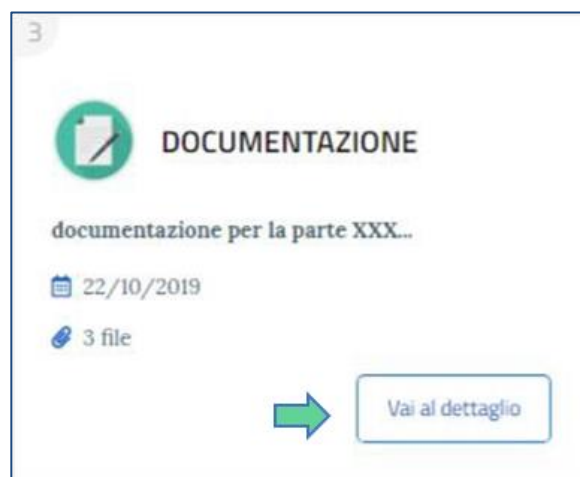 3
DOCUMENTAZIONE
documentazione per la parte XXX...
22/10/2019
3 file
Vai al dettaglio